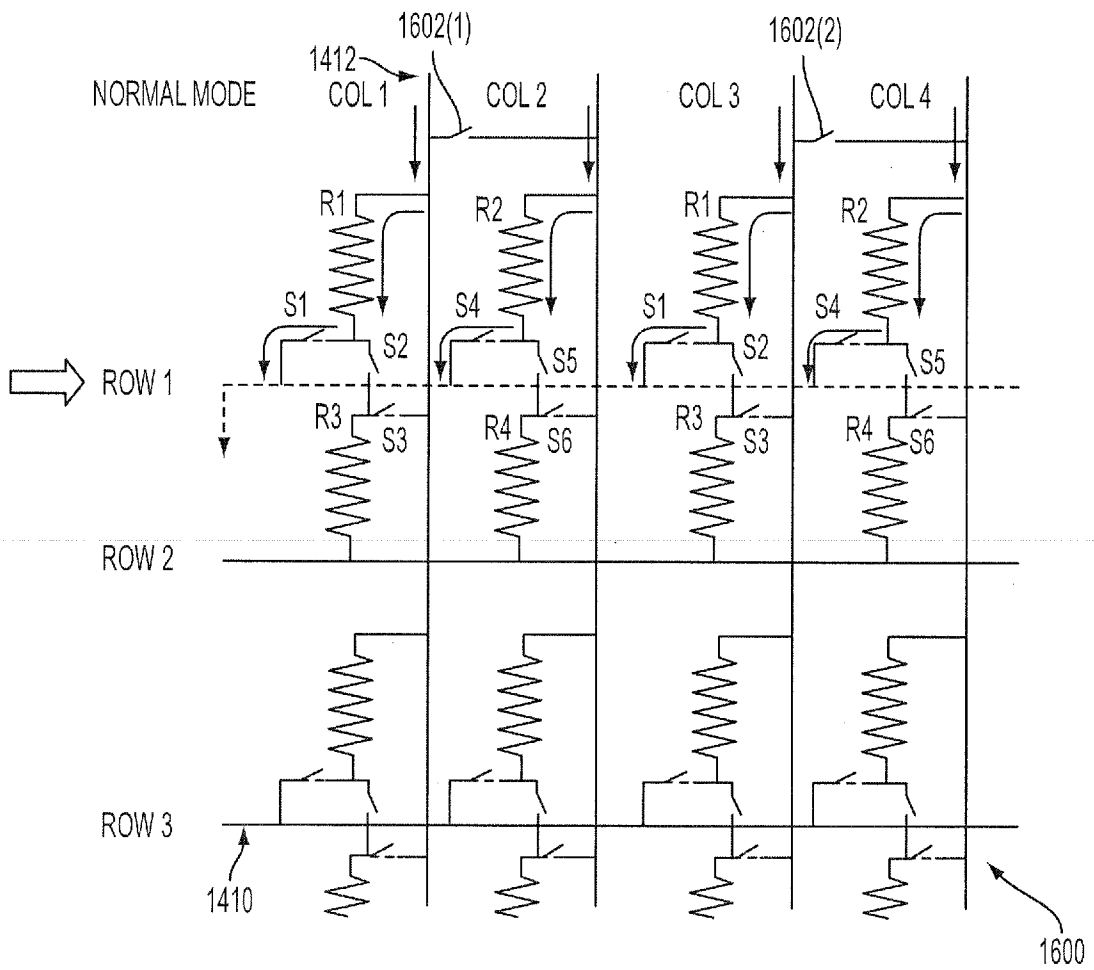 1602(1)
1602(2)
1412
NORMAL MODE
COL 1
COL 2
COL 3
COL 4
R1
R2
R1
R2
S1
S4
S1
S4
S2
S5
S2
S5
ROW 1
R3
R4
R3
R4
S3
S6
S3
S6
ROW 2
ROW 3
1410
1600